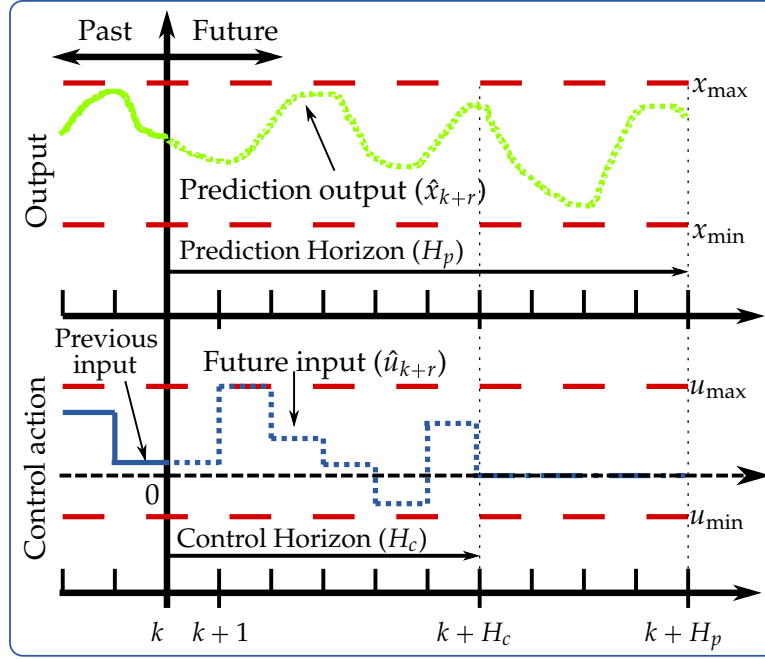 Past
Future
x_max
Output
Prediction output (x̂_{k+r})
x_min
Prediction Horizon (H_p)
Previous
input
Future input (û_{k+r})
u_max
Control action
0
u_min
Control Horizon (H_c)
k
k + 1
k + H_c
k + H_p